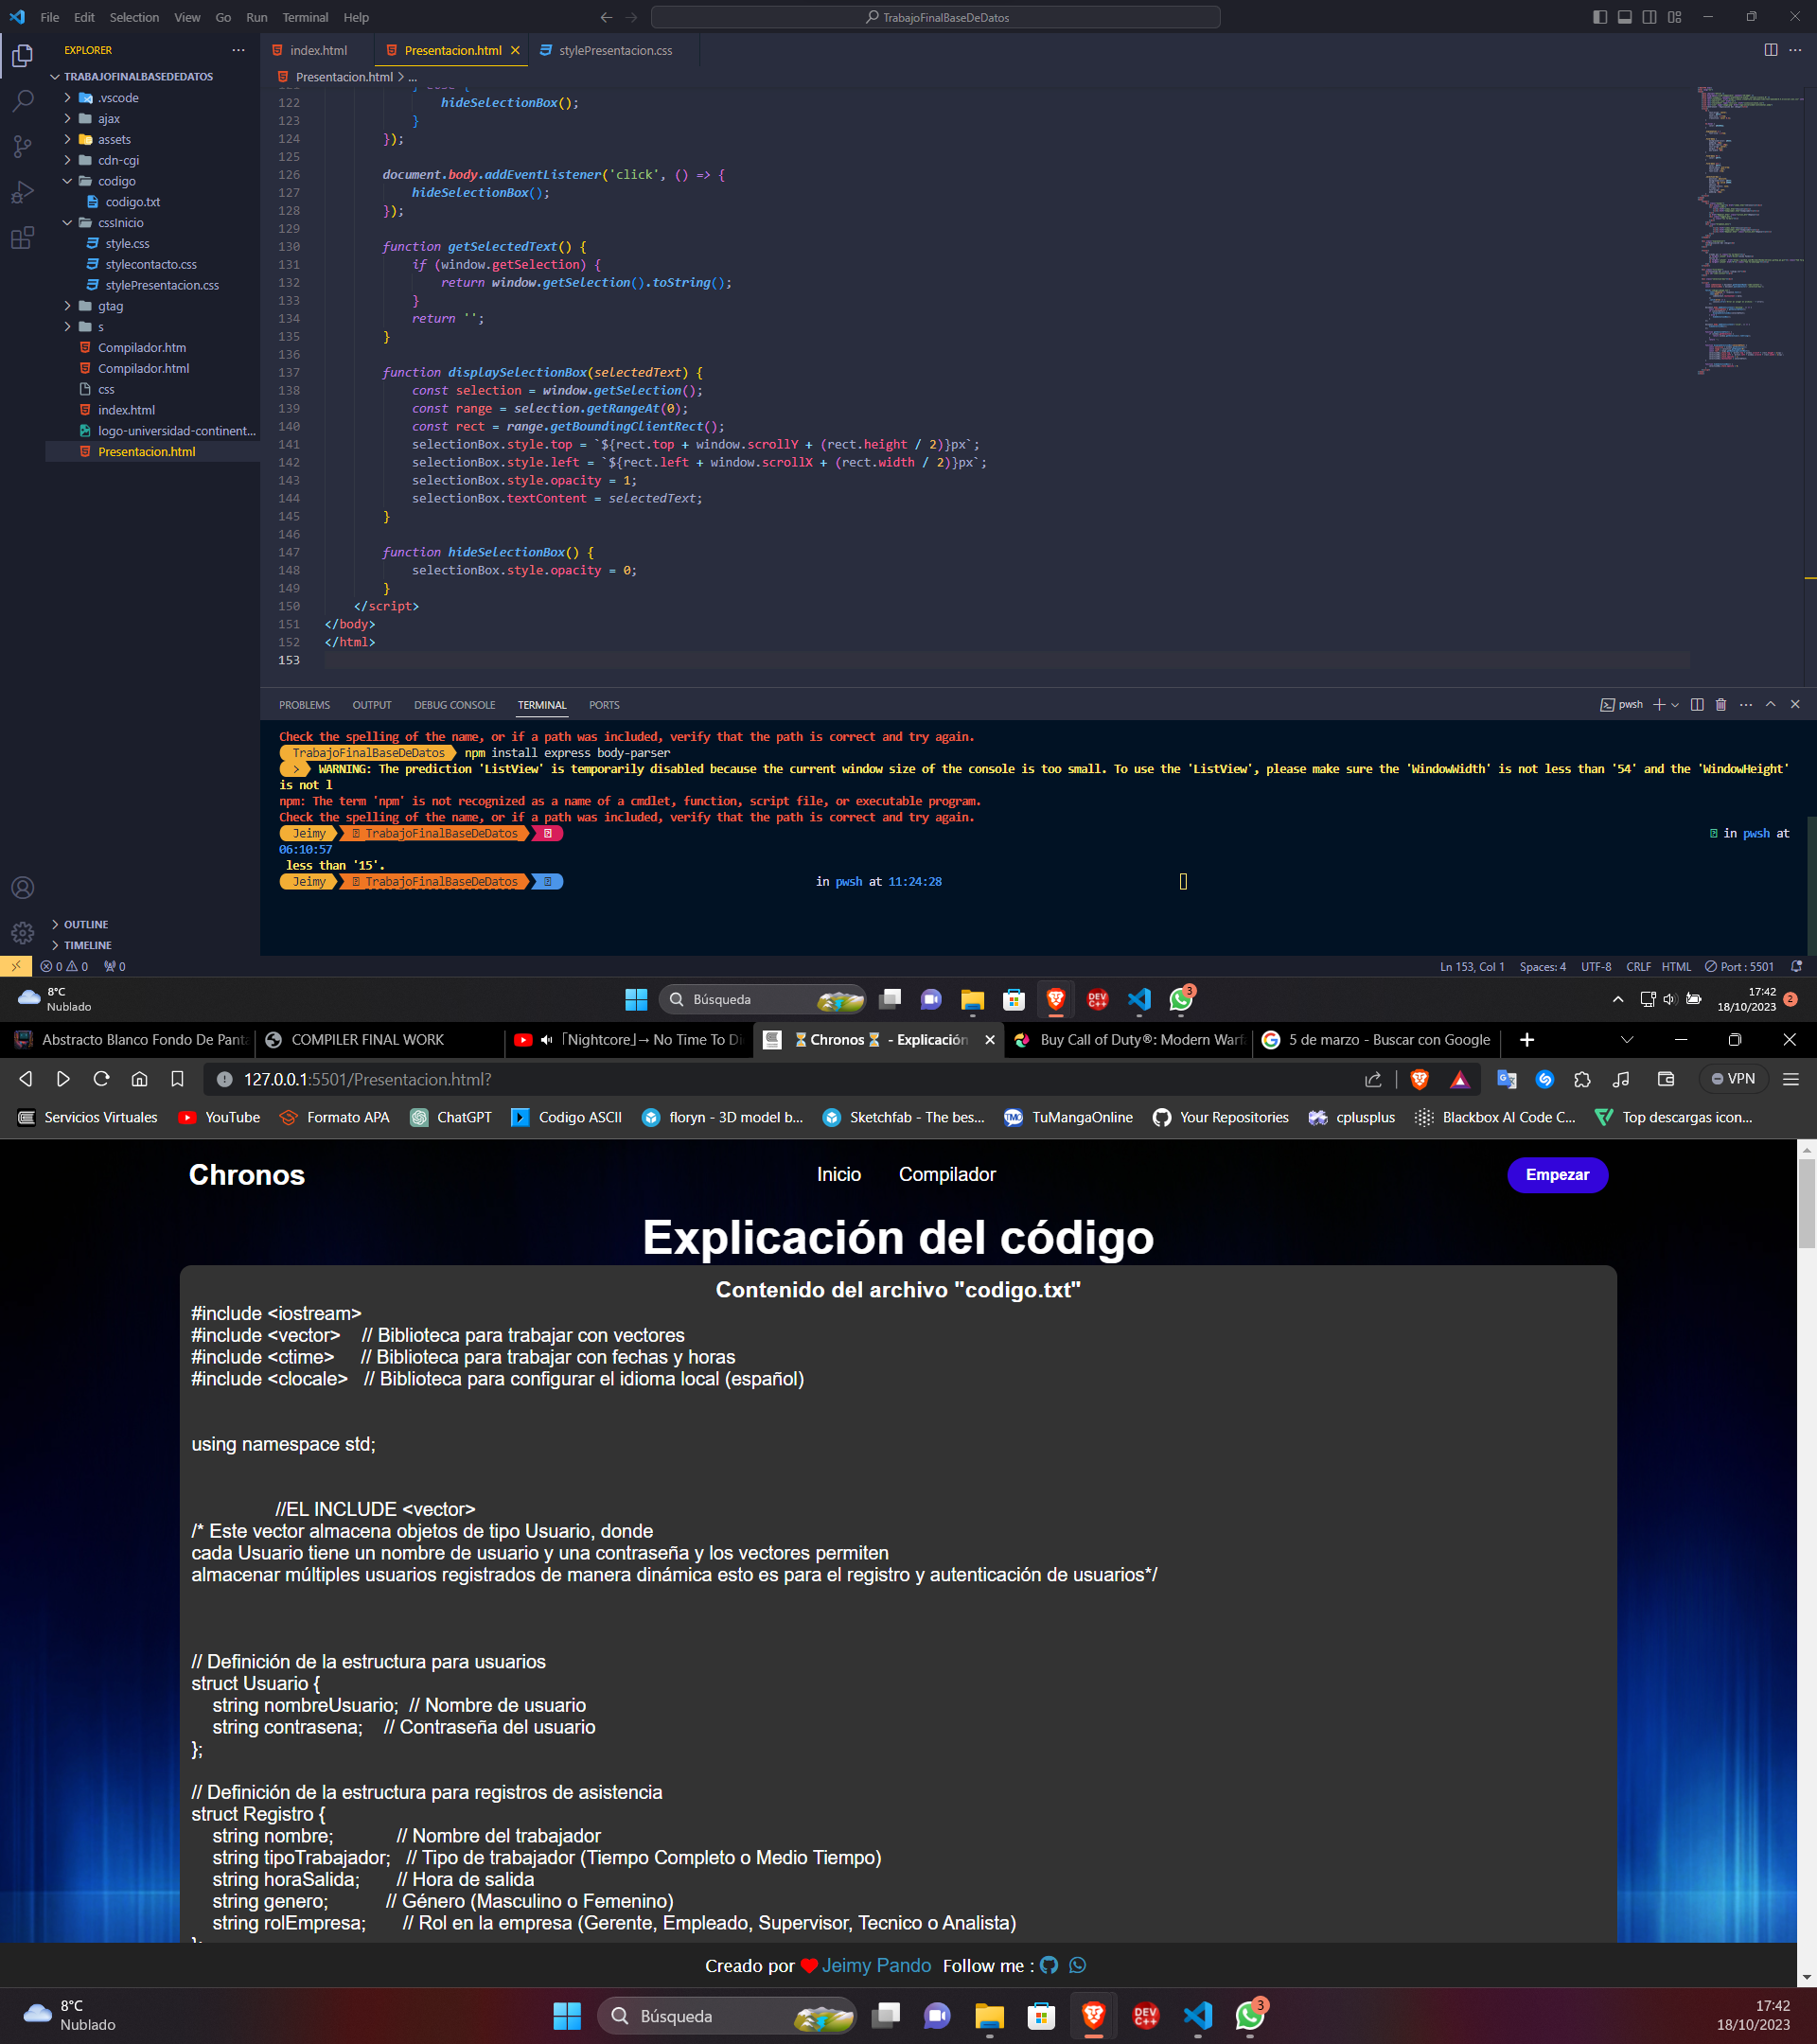 File Edit Selection View Go Run Terminal Help
TrabajoFinalBaseDeDatos
EXPLORER
TRABAJOFINALBASEDEDATOS
.vscode
ajax
assets
cdn-cgi
codigo
codigo.txt
cssInicio
style.css
stylecontacto.css
stylePresentacion.css
gtag
s
Compilador.htm
Compilador.html
css
index.html
logo-universidad-continent...
Presentacion.html
OUTLINE
TIMELINE
index.html Presentacion.html stylePresentacion.css
Presentacion.html > ...
122 hideSelectionBox();
123 }
124 });
125
126 document.body.addEventListener('click', () => {
127 hideSelectionBox();
128 });
129
130 function getSelectedText() {
131 if (window.getSelection) {
132 return window.getSelection().toString();
133 }
134 return '';
135 }
136
137 function displaySelectionBox(selectedText) {
138 const selection = window.getSelection();
139 const range = selection.getRangeAt(0);
140 const rect = range.getBoundingClientRect();
141 selectionBox.style.top = `${rect.top + window.scrollY + (rect.height / 2)}px`;
142 selectionBox.style.left = `${rect.left + window.scrollX + (rect.width / 2)}px`;
143 selectionBox.style.opacity = 1;
144 selectionBox.textContent = selectedText;
145 }
146
147 function hideSelectionBox() {
148 selectionBox.style.opacity = 0;
149 }
150 </script>
151 </body>
152 </html>
153
PROBLEMS OUTPUT DEBUG CONSOLE TERMINAL PORTS
pwsh
Check the spelling of the name, or if a path was included, verify that the path is correct and try again.
TrabajoFinalBaseDeDatos npm install express body-parser
> WARNING: The prediction 'ListView' is temporarily disabled because the current window size of the console is too small. To use the 'ListView', please make sure the 'WindowWidth' is not less than '54' and the 'WindowHeight'
is not l
npm: The term 'npm' is not recognized as a name of a cmdlet, function, script file, or executable program.
Check the spelling of the name, or if a path was included, verify that the path is correct and try again.
Jeimy TrabajoFinalBaseDeDatos in pwsh at
06:10:57
less than '15'.
Jeimy TrabajoFinalBaseDeDatos in pwsh at 11:24:28
0 0 0
Ln 153, Col 1 Spaces: 4 UTF-8 CRLF HTML Port : 5501
8°C
Nublado
Búsqueda
DEV C++
3
17:42
18/10/2023
2
Abstracto Blanco Fondo De Panta COMPILER FINAL WORK 「Nightcore」→ No Time To Di ⌛Chronos⌛ - Explicación Buy Call of Duty®: Modern Warf 5 de marzo - Buscar con Google
127.0.0.1:5501/Presentacion.html?
VPN
Servicios Virtuales YouTube Formato APA ChatGPT Codigo ASCII floryn - 3D model b... Sketchfab - The bes... TuMangaOnline Your Repositories cplusplus Blackbox AI Code C... Top descargas icon...
Chronos Inicio Compilador Empezar
Explicación del código
Contenido del archivo "codigo.txt"
#include <iostream>
#include <vector> // Biblioteca para trabajar con vectores
#include <ctime> // Biblioteca para trabajar con fechas y horas
#include <clocale> // Biblioteca para configurar el idioma local (español)
using namespace std;
//EL INCLUDE <vector>
/* Este vector almacena objetos de tipo Usuario, donde
cada Usuario tiene un nombre de usuario y una contraseña y los vectores permiten
almacenar múltiples usuarios registrados de manera dinámica esto es para el registro y autenticación de usuarios*/
// Definición de la estructura para usuarios
struct Usuario {
string nombreUsuario; // Nombre de usuario
string contrasena; // Contraseña del usuario
};
// Definición de la estructura para registros de asistencia
struct Registro {
string nombre; // Nombre del trabajador
string tipoTrabajador; // Tipo de trabajador (Tiempo Completo o Medio Tiempo)
string horaSalida; // Hora de salida
string genero; // Género (Masculino o Femenino)
string rolEmpresa; // Rol en la empresa (Gerente, Empleado, Supervisor, Tecnico o Analista)
Creado por ❤ Jeimy Pando Follow me :
8°C
Nublado
Búsqueda
DEV C++
3
17:42
18/10/2023